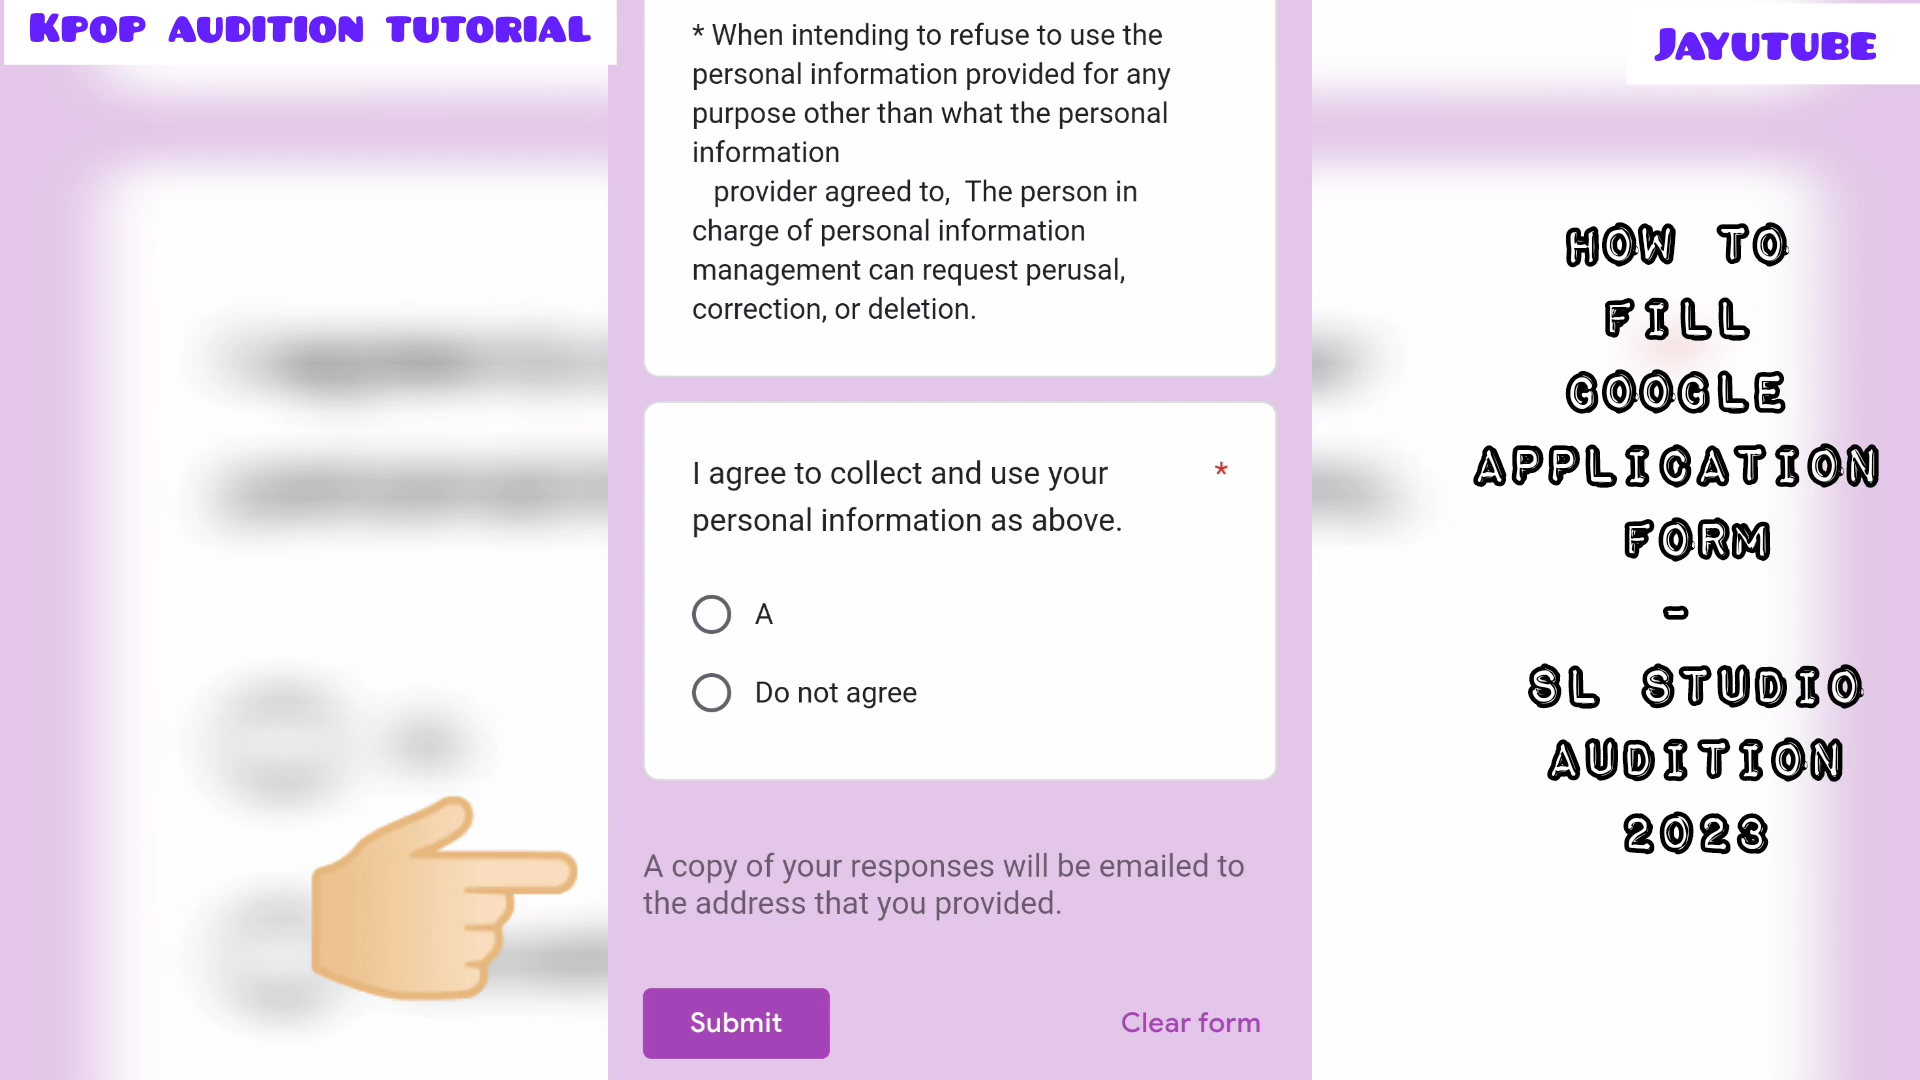 KPOP AUDITION TUTORIAL
JAYUTUBE
* When intending to refuse to use the
personal information provided for any
purpose other than what the personal
information
provider agreed to, The person in
charge of personal information
management can request perusal,
correction, or deletion.
I agree to collect and use your *
personal information as above.
A
Do not agree
A copy of your responses will be emailed to
the address that you provided.
Submit
Clear form
HOW TO
FILL
GOOGLE
APPLICATION
FORM
-
SL STUDIO
AUDITION
2023